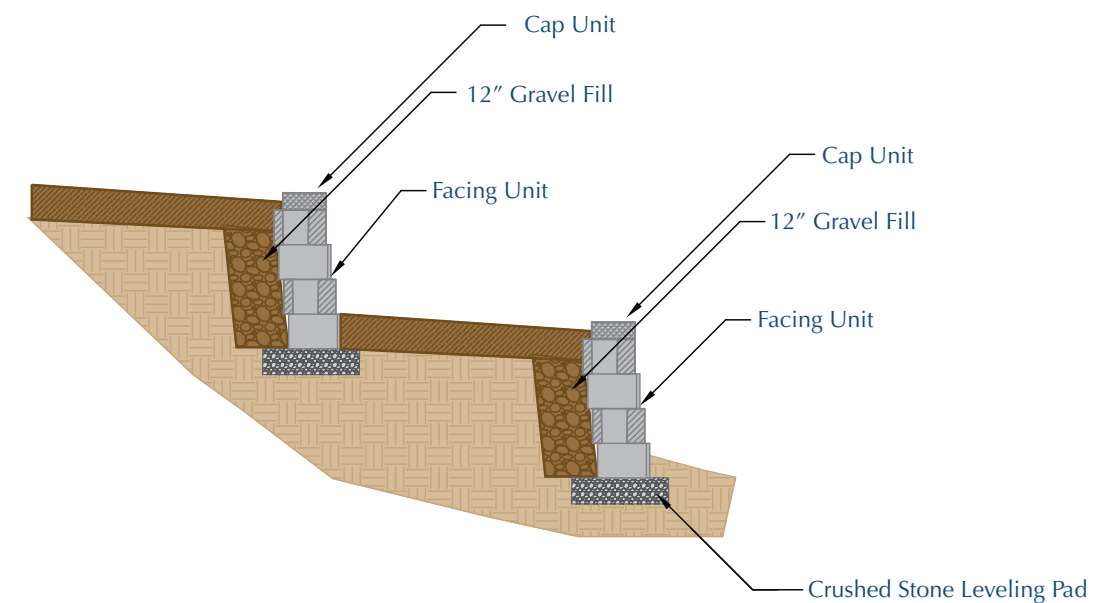 Cap Unit
12” Gravel Fill
Cap Unit
Facing Unit
12” Gravel Fill
Facing Unit
Crushed Stone Leveling Pad